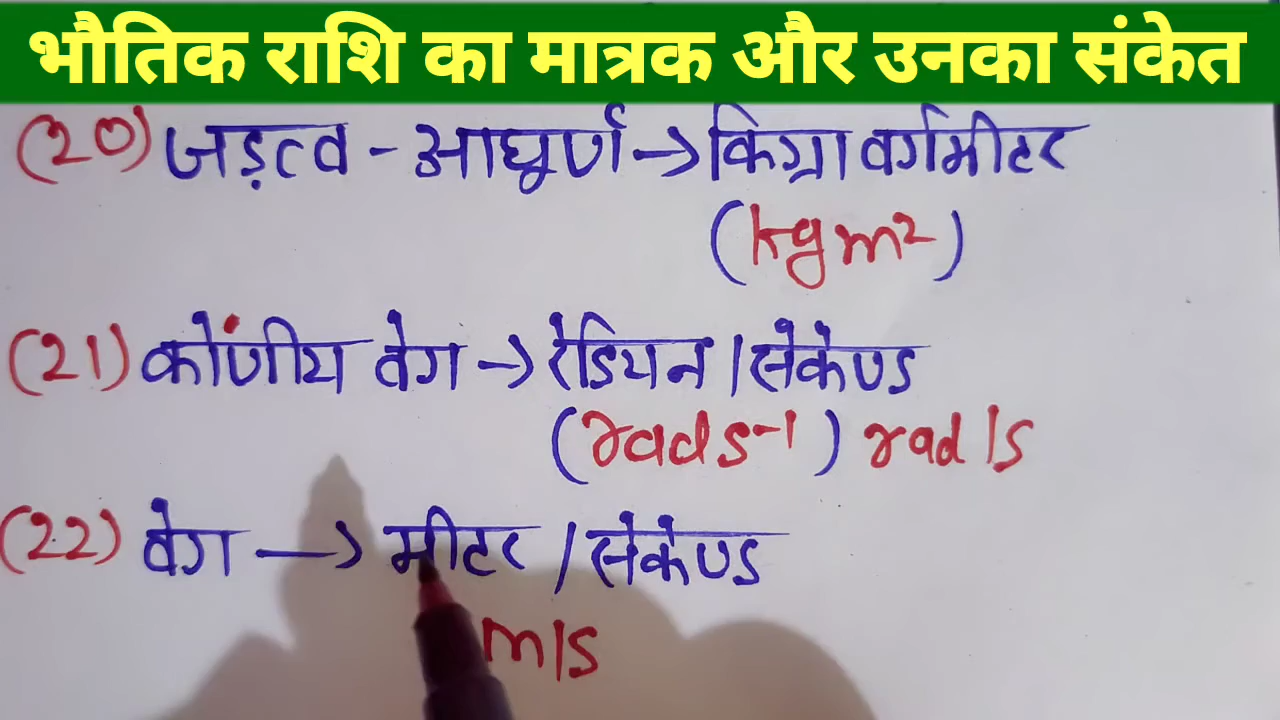 भौतिक राशि का मात्रक और उनका संकेत
(20) जड़त्व - आघूर्ण → किग्रा वर्गमीटर
(kgm²)
(21) कोंणीय वेग → रेडियन / सेकेण्ड
(rads⁻¹) rad/s
(22) वेग → मीटर / सेकेण्ड
m/s